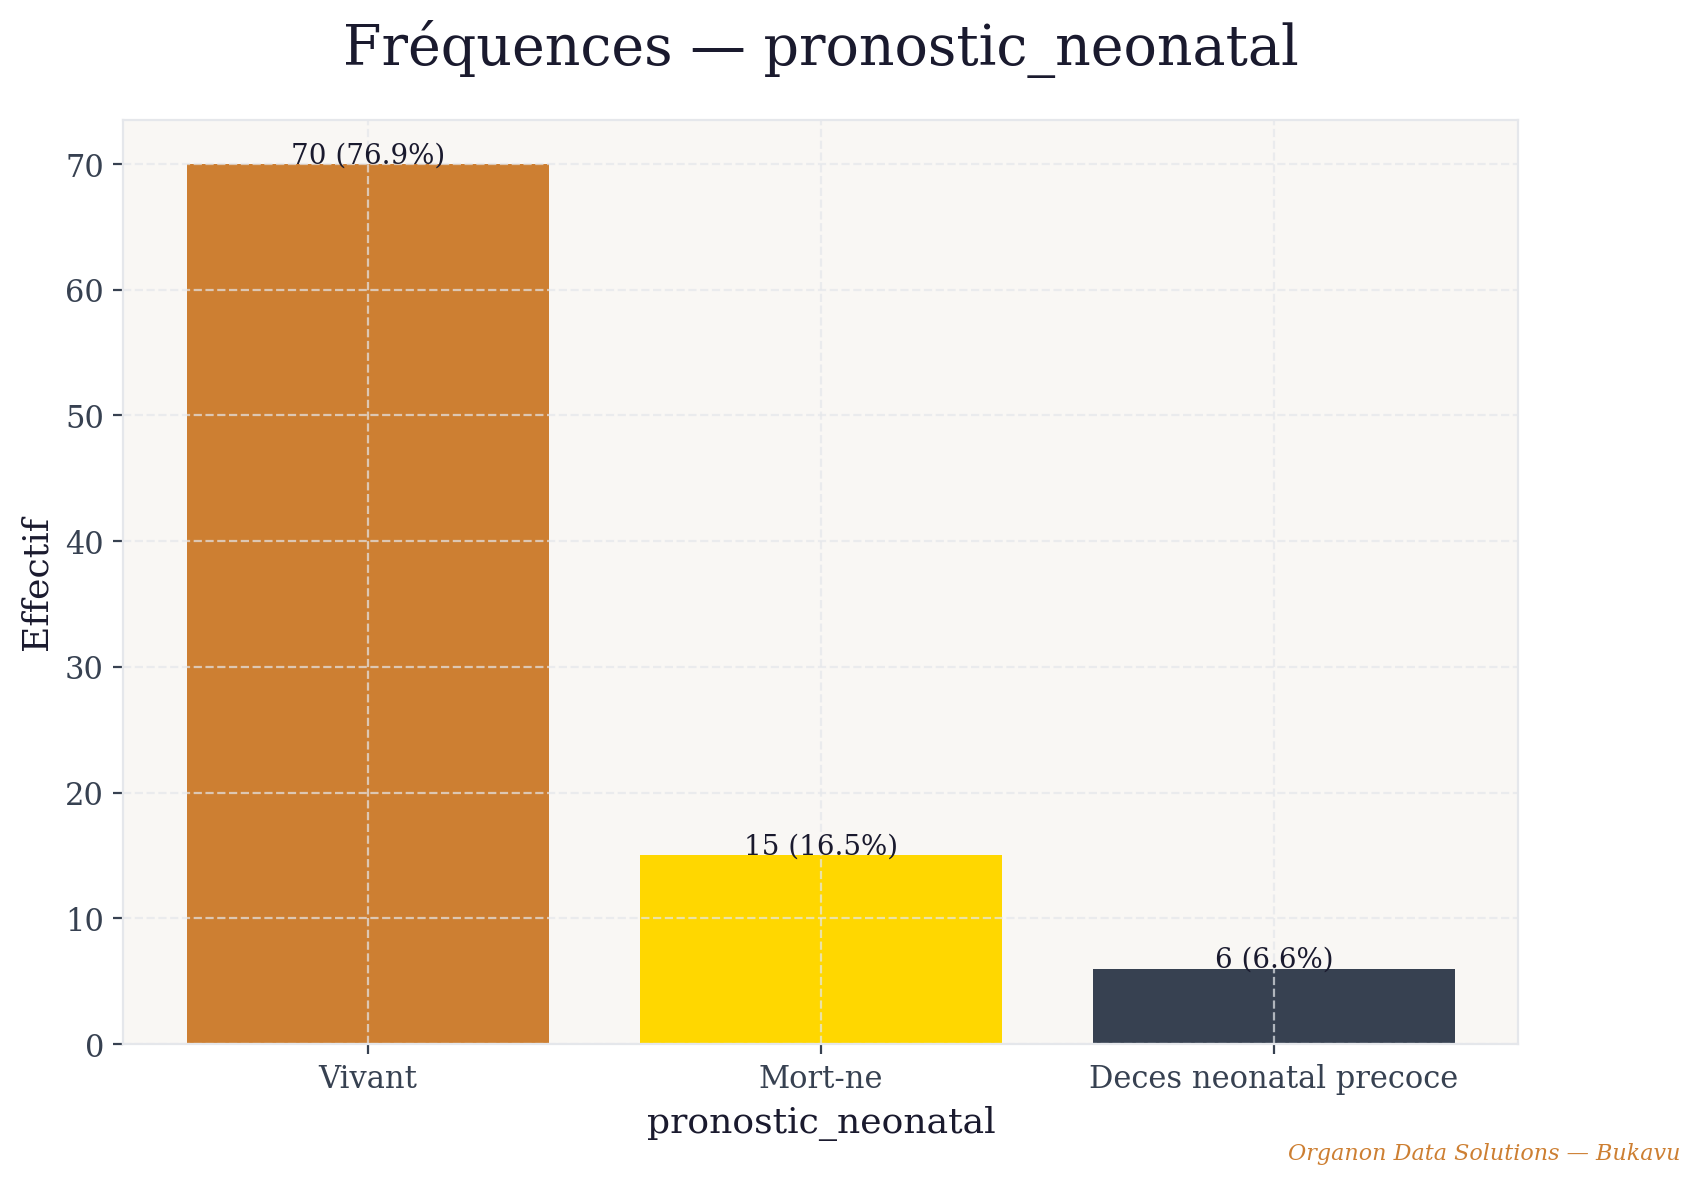 Fréquences — pronostic_neonatal
Effectif
70
60
50
40
30
20
10
0
70 (76.9%)
15 (16.5%)
6 (6.6%)
Vivant
Mort-ne
Deces neonatal precoce
pronostic_neonatal
Organon Data Solutions — Bukavu